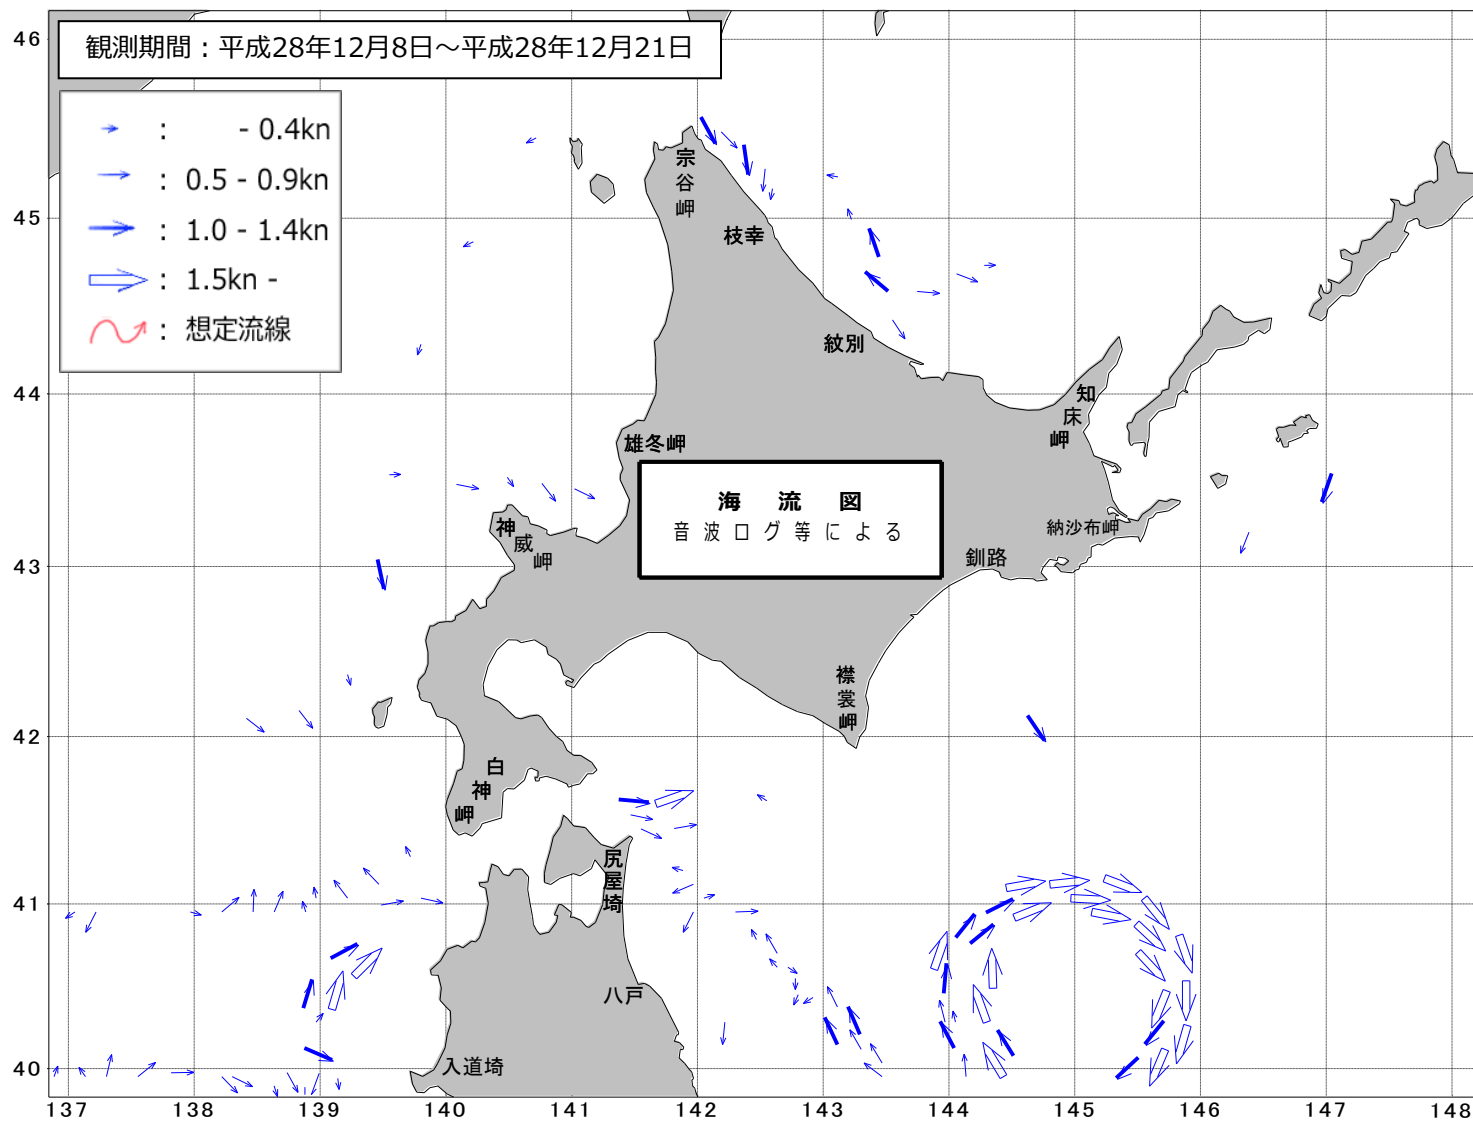 観測期間：平成28年12月8日～平成28年12月21日
： - 0.4kn
： 0.5 - 0.9kn
： 1.0 - 1.4kn
： 1.5kn -
： 想定流線
46
45
44
43
42
41
40
137
138
139
140
141
142
143
144
145
146
147
148
宗谷岬
枝幸
紋別
知床岬
雄冬岬
海 流 図
音 波 ロ グ 等 に よ る
納沙布岬
釧路
神威岬
襟裳岬
白神岬
尻屋埼
八戸
入道埼